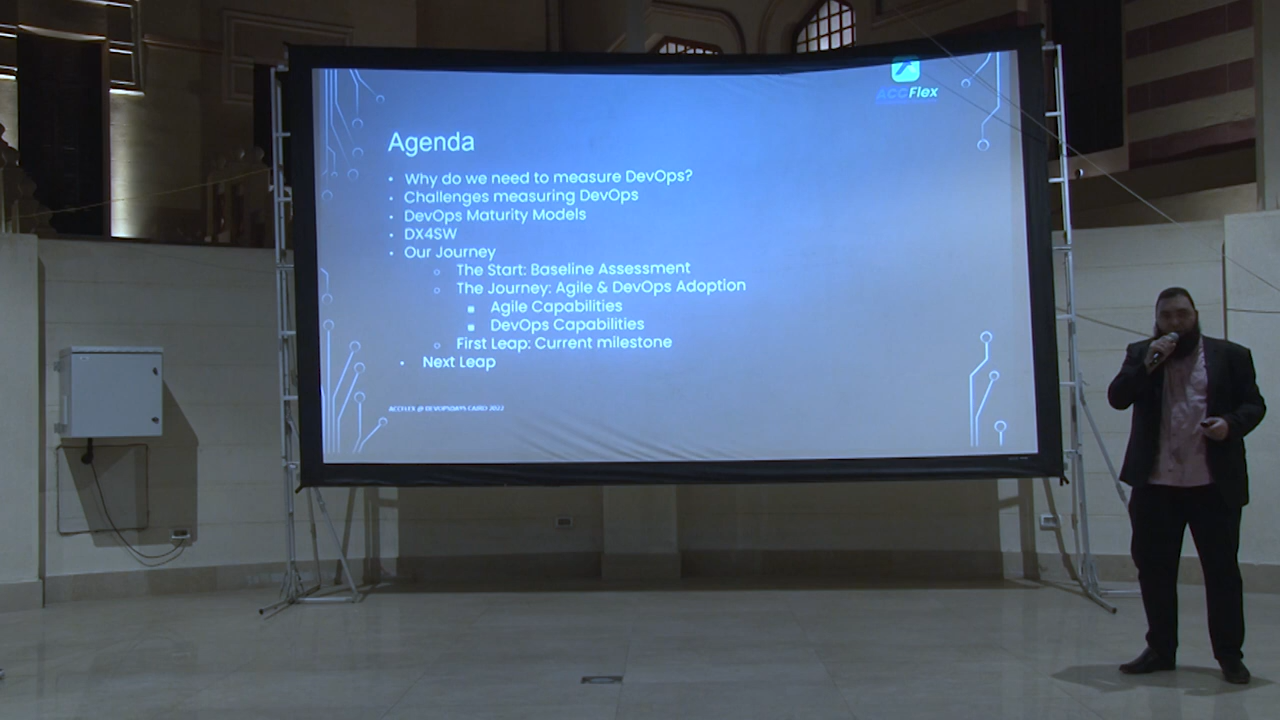 ACCFlex
Agenda
• Why do we need to measure DevOps?
• Challenges measuring DevOps
• DevOps Maturity Models
• DX4SW
• Our Journey
○ The Start: Baseline Assessment
○ The Journey: Agile & DevOps Adoption
■ Agile Capabilities
■ DevOps Capabilities
○ First Leap: Current milestone
• Next Leap
ACCFLEX @ DEVOPSDAYS CAIRO 2022